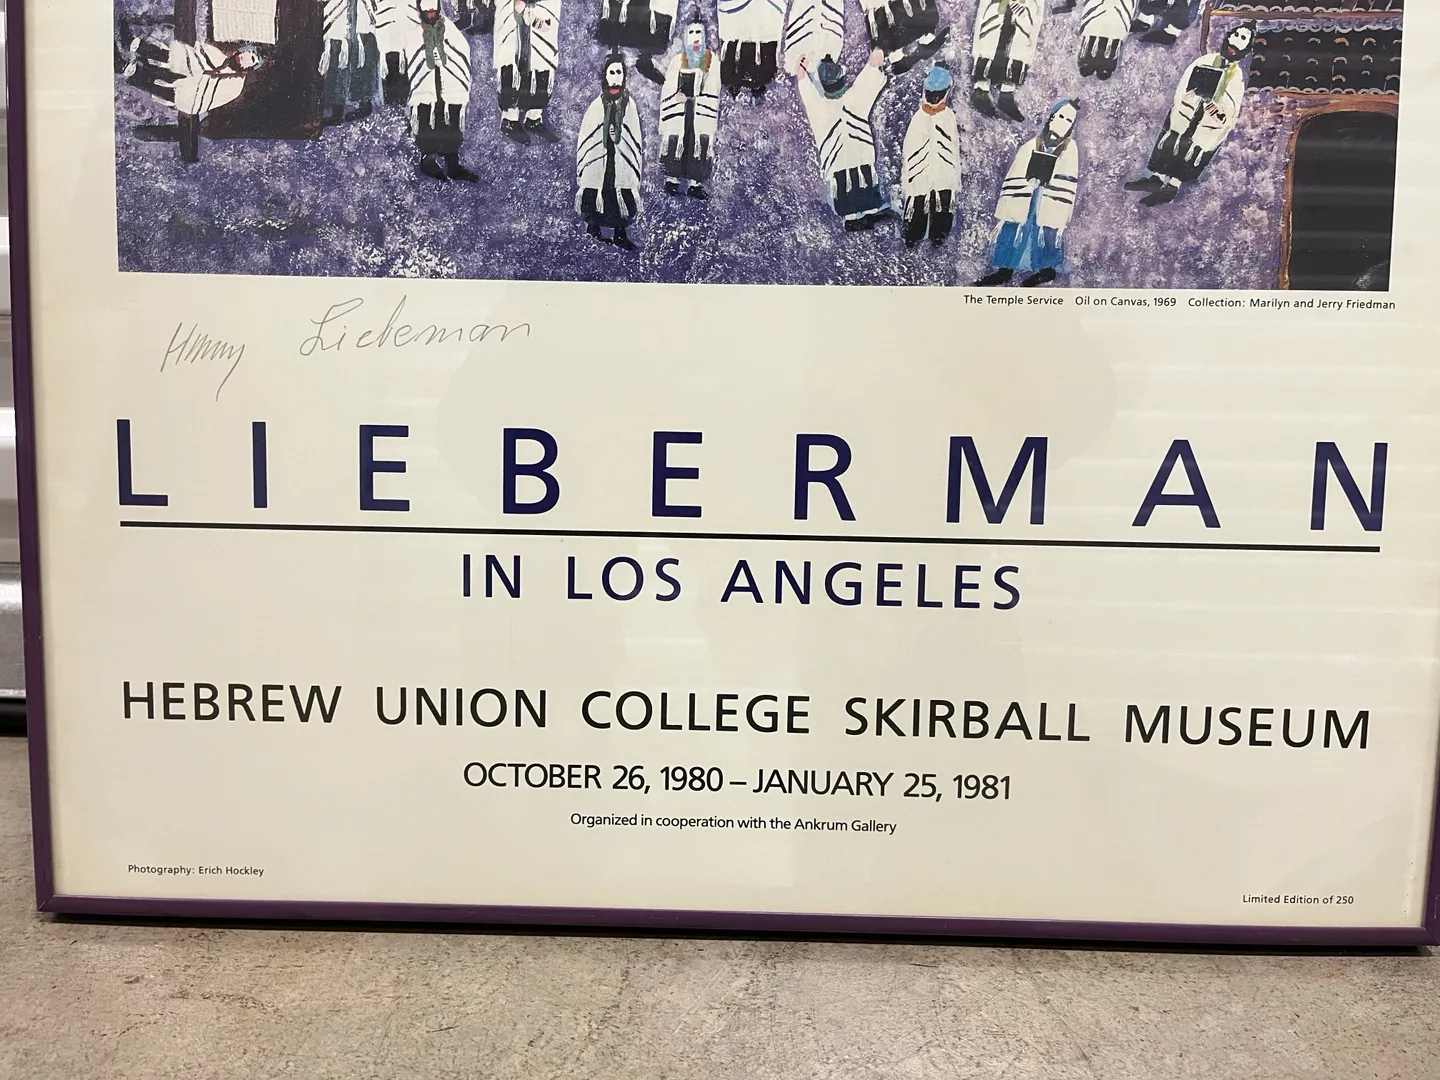 The Temple Service Oil on Canvas, 1969 Collection: Marilyn and Jerry Friedman
Harry Lieberman
LIEBERMAN
IN LOS ANGELES
HEBREW UNION COLLEGE SKIRBALL MUSEUM
OCTOBER 26, 1980 – JANUARY 25, 1981
Organized in cooperation with the Ankrum Gallery
Photography: Erich Hockley
Limited Edition of 250